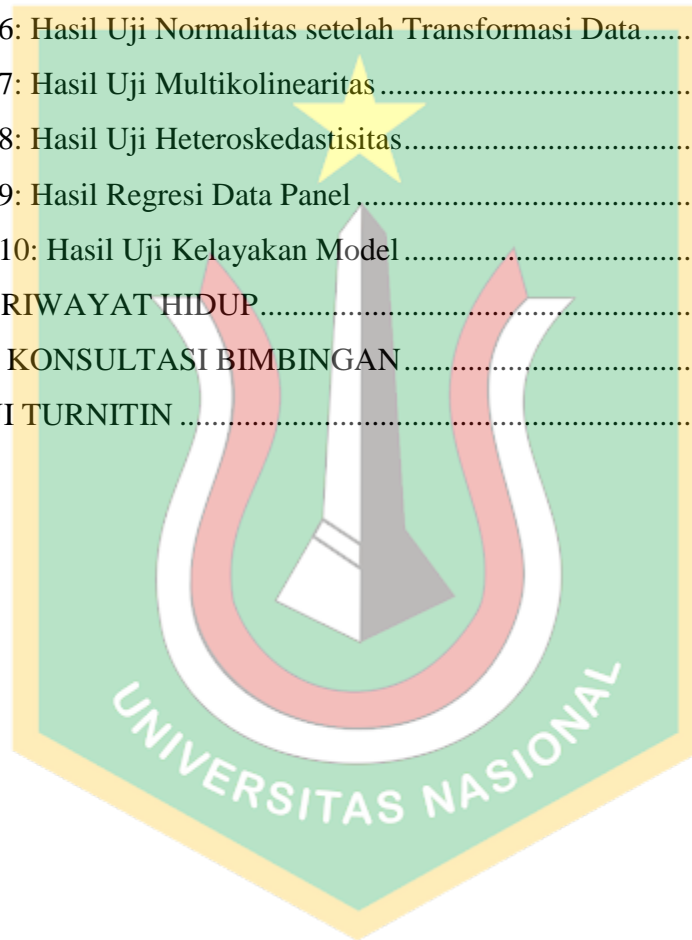 6: Hasil Uji Normalitas setelah Transformasi Data......
7: Hasil Uji Multikolinearitas........................................
8: Hasil Uji Heteroskedastisitas.....................................
9: Hasil Regresi Data Panel...........................................
10: Hasil Uji Kelayakan Model.....................................
RIWAYAT HIDUP.......................................................
KONSULTASI BIMBINGAN.....................................
TURNITIN.................................................................
UNIVERSITAS NASIONAL